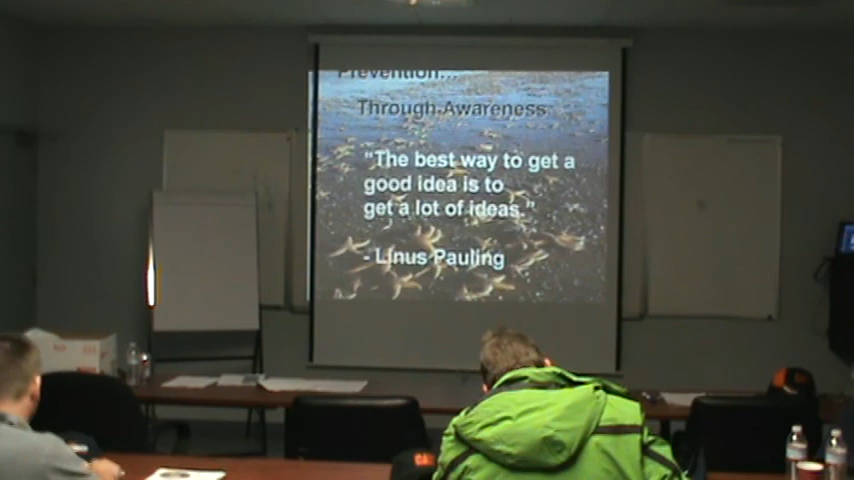 Prevention...
Through Awareness
"The best way to get a
good idea is to
get a lot of ideas."
- Linus Pauling